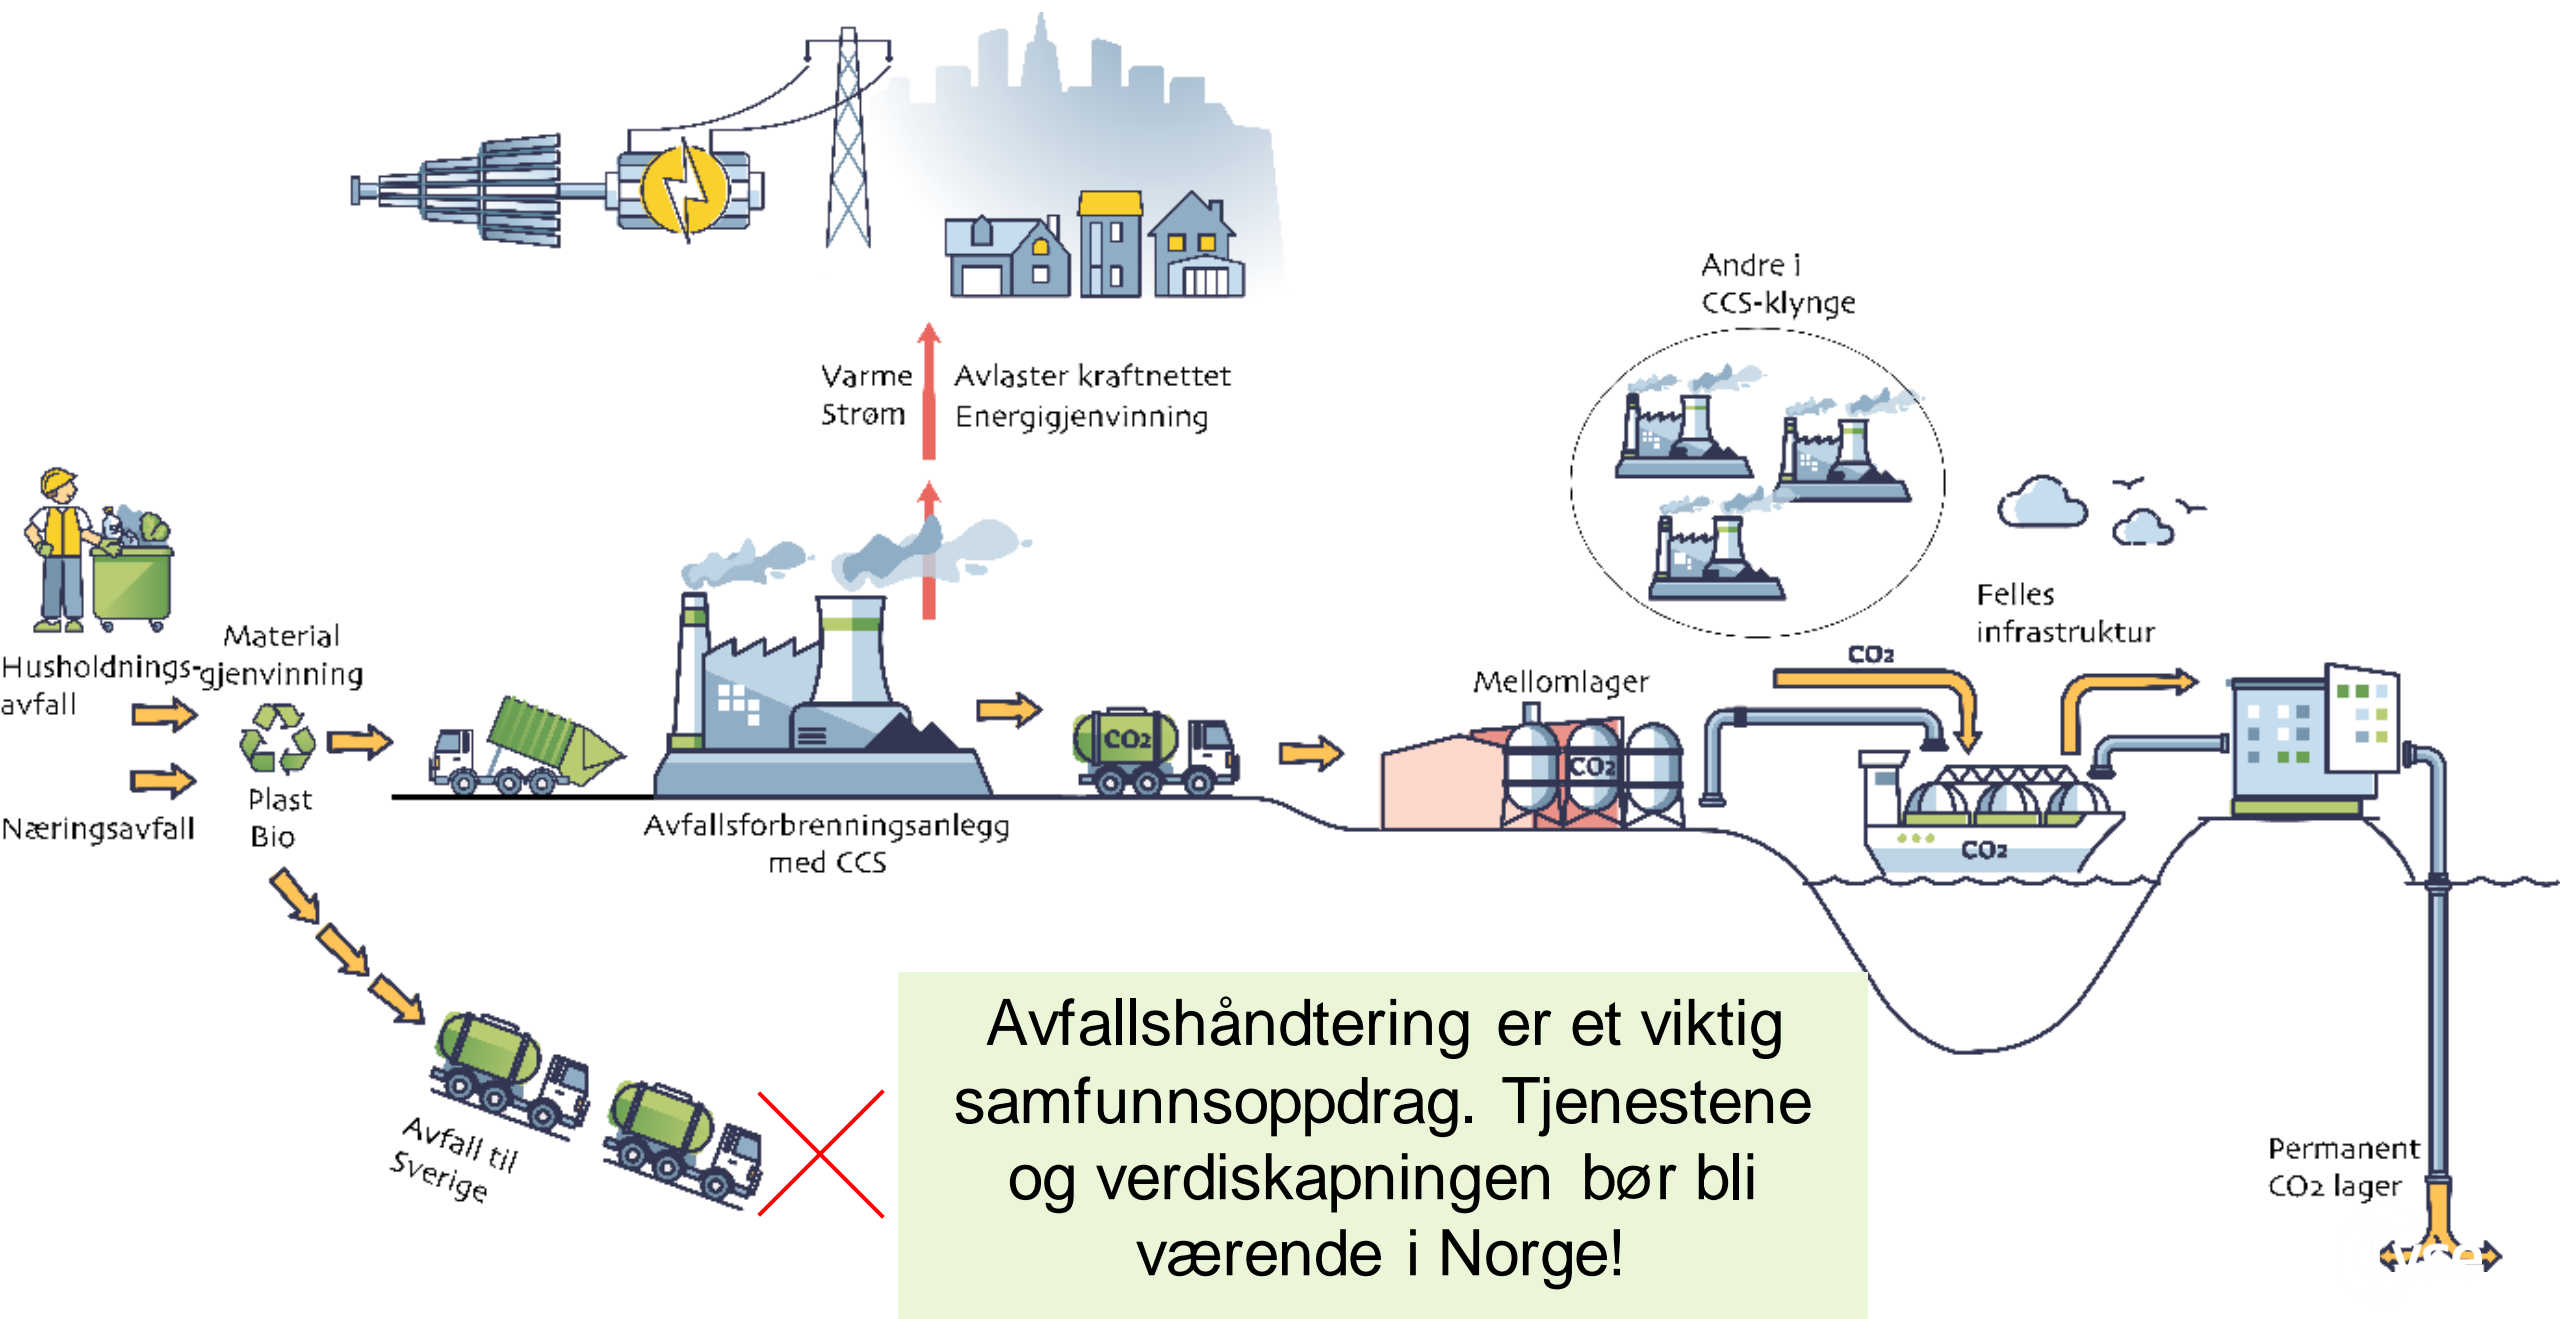 Andre i
CCS-klynge
Varme
Strøm
Avlaster kraftnettet
Energigjenvinning
Felles
infrastruktur
Husholdnings-
avfall
Material
gjenvinning
Næringsavfall
Plast
Bio
Avfallsforbrenningsanlegg
med CCS
CO2
Mellomlager
CO2
CO2
CO2
Avfall til
Sverige
Avfallshåndtering er et viktig
samfunnsoppdrag. Tjenestene
og verdiskapningen bør bli
værende i Norge!
Permanent
CO2 lager